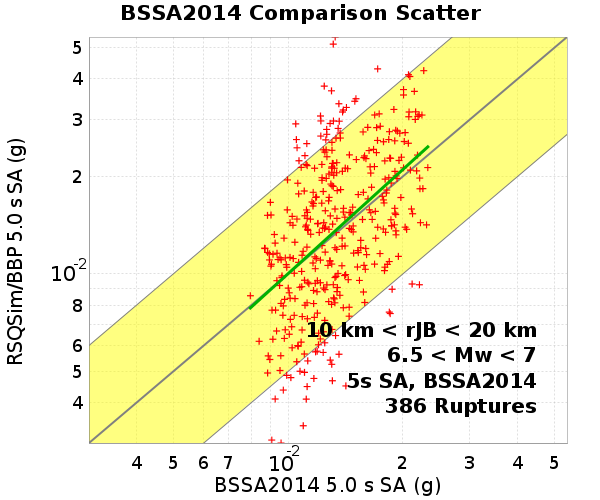 BSSA2014 Comparison Scatter
RSQSim/BBP 5.0 s SA (g)
5
4
3
2
10-2
8
6
5
4
10 km < rJB < 20 km
6.5 < Mw < 7
5s SA, BSSA2014
386 Ruptures
4 5 6 7 10-2 2 3 4 5
BSSA2014 5.0 s SA (g)